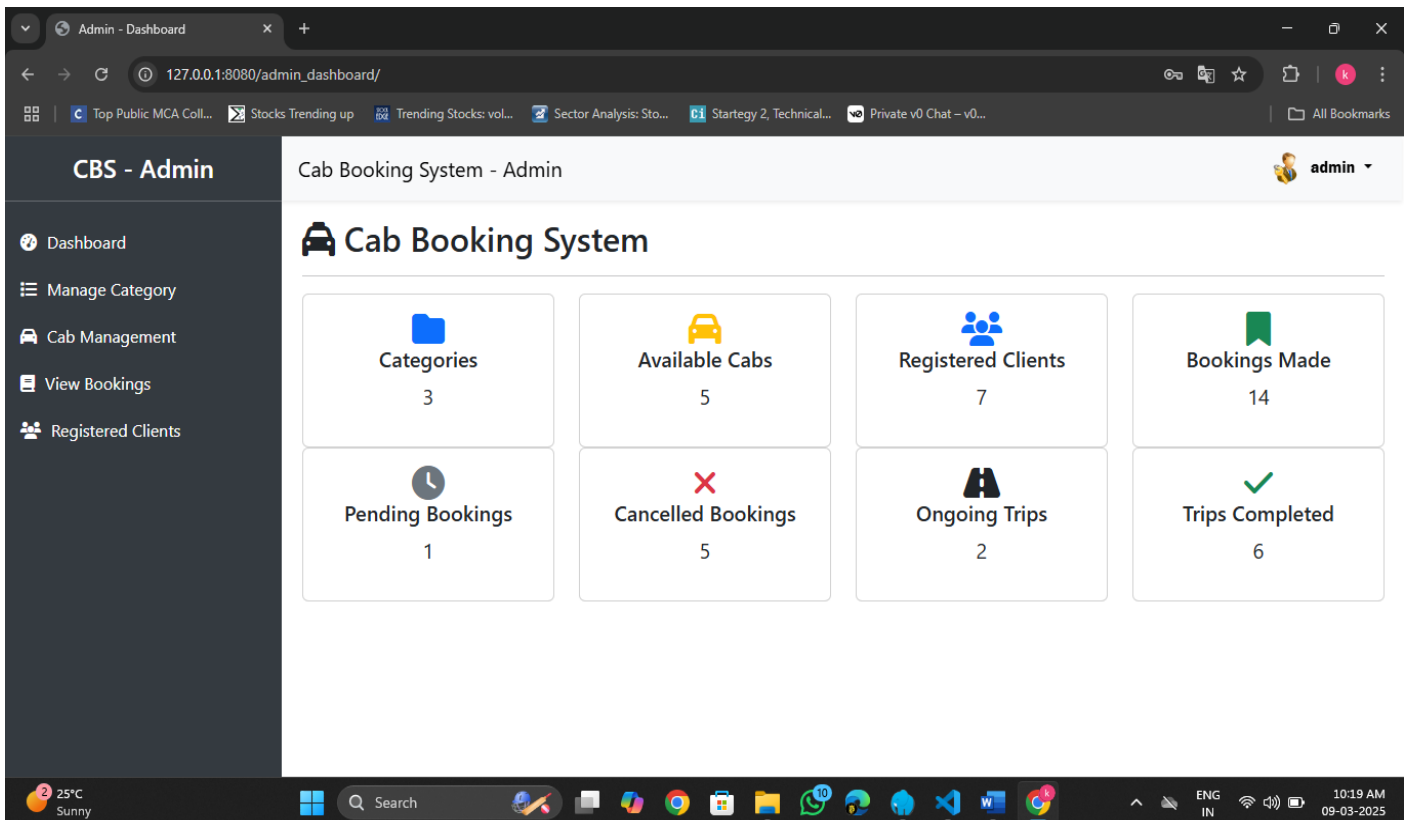 Admin - Dashboard
127.0.0.1:8080/admin_dashboard/
k
C Top Public MCA Coll... Stocks Trending up Trending Stocks: vol... Sector Analysis: Sto... Ci Startegy 2, Technical... Private v0 Chat – v0... All Bookmarks
CBS - Admin
Cab Booking System - Admin
admin
Dashboard
Manage Category
Cab Management
View Bookings
Registered Clients
Cab Booking System
Categories
3
Available Cabs
5
Registered Clients
7
Bookings Made
14
Pending Bookings
1
Cancelled Bookings
5
Ongoing Trips
2
Trips Completed
6
2
25°C
Sunny
Search
10
W
k
ENG
IN
10:19 AM
09-03-2025